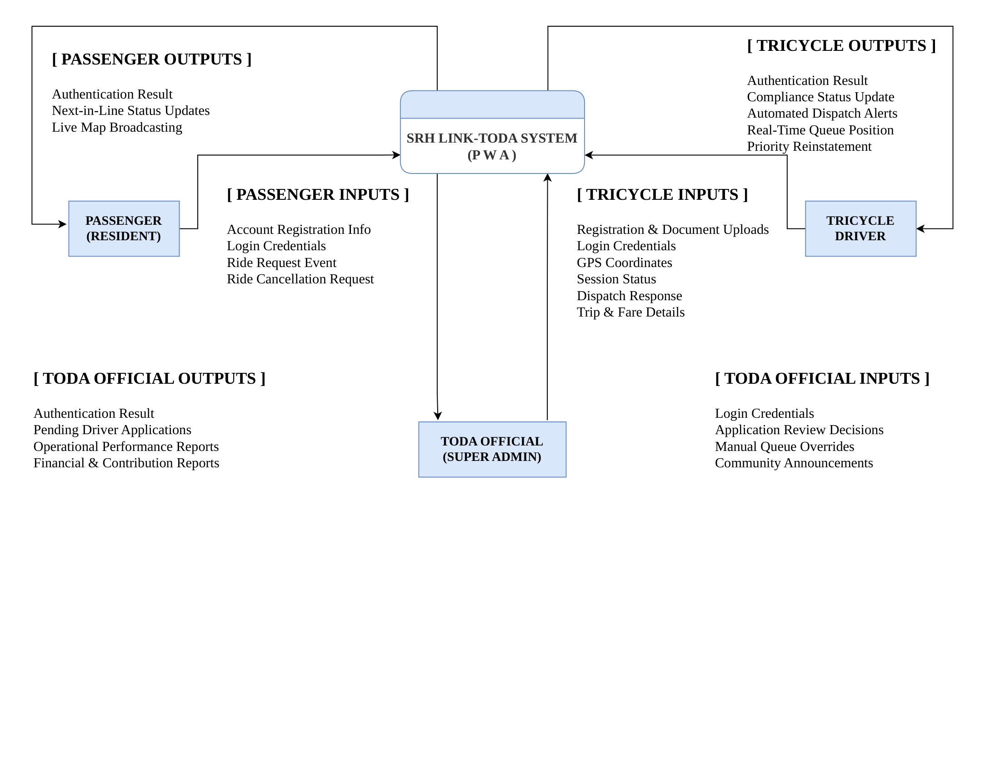 [ PASSENGER OUTPUTS ]
Authentication Result
Next-in-Line Status Updates
Live Map Broadcasting
[ TRICYCLE OUTPUTS ]
Authentication Result
Compliance Status Update
Automated Dispatch Alerts
Real-Time Queue Position
Priority Reinstatement
SRH LINK-TODA SYSTEM
(P W A )
PASSENGER
(RESIDENT)
[ PASSENGER INPUTS ]
Account Registration Info
Login Credentials
Ride Request Event
Ride Cancellation Request
[ TRICYCLE INPUTS ]
Registration & Document Uploads
Login Credentials
GPS Coordinates
Session Status
Dispatch Response
Trip & Fare Details
TRICYCLE
DRIVER
[ TODA OFFICIAL OUTPUTS ]
Authentication Result
Pending Driver Applications
Operational Performance Reports
Financial & Contribution Reports
TODA OFFICIAL
(SUPER ADMIN)
[ TODA OFFICIAL INPUTS ]
Login Credentials
Application Review Decisions
Manual Queue Overrides
Community Announcements